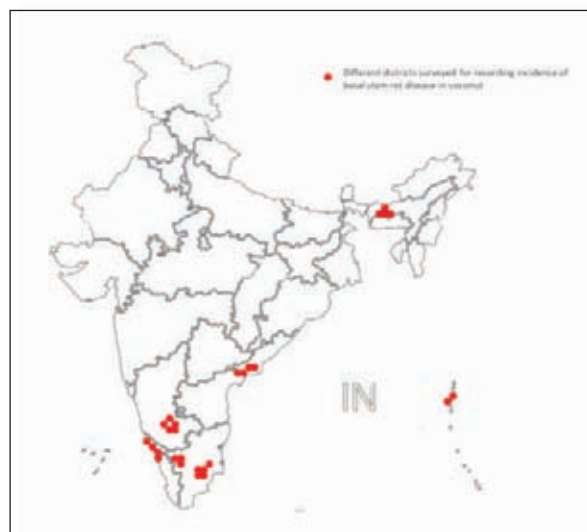 Different districts surveyed for recording incidence of
basal stem rot disease in coconut
IN